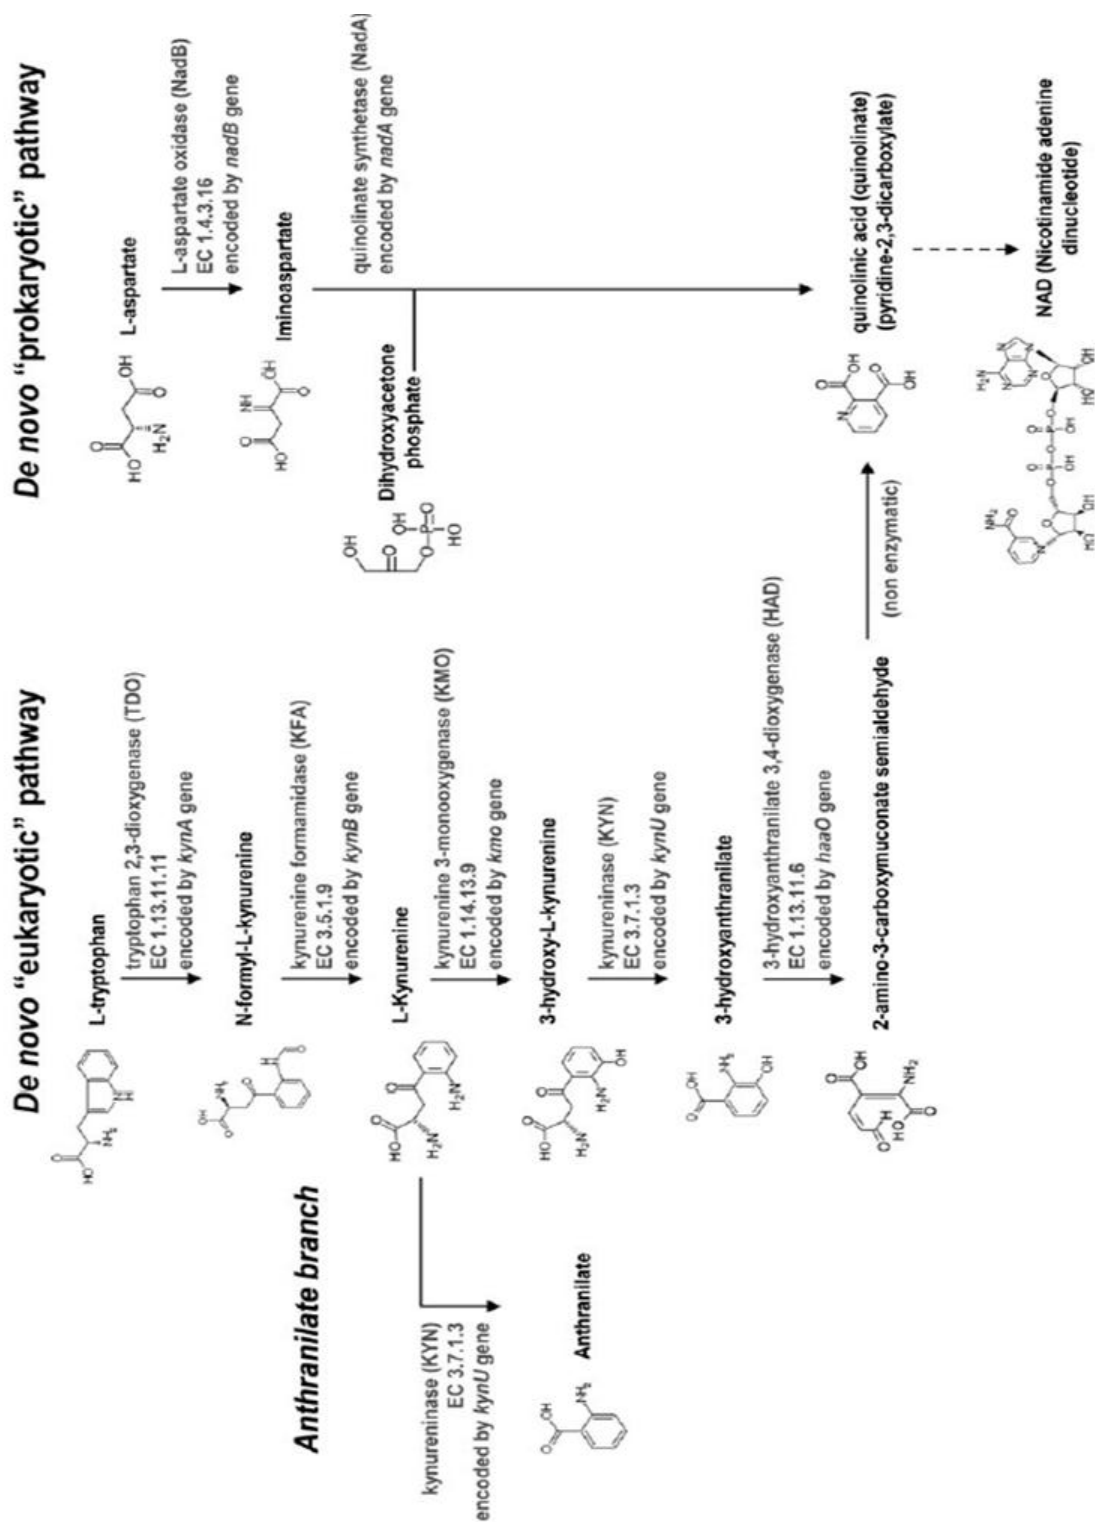 De novo "eukaryotic" pathway
De novo "prokaryotic" pathway
Anthranilate branch
L-tryptophan
tryptophan 2,3-dioxygenase (TDO)
EC 1.13.11.11
encoded by kynA gene
N-formyl-L-kynurenine
kynurenine formamidase (KFA)
EC 3.5.1.9
encoded by kynB gene
L-Kynurenine
kynurenine 3-monooxygenase (KMO)
EC 1.14.13.9
encoded by kmo gene
3-hydroxy-L-kynurenine
kynureninase (KYN)
EC 3.7.1.3
encoded by kynU gene
3-hydroxyanthranilate
3-hydroxyanthranilate 3,4-dioxygenase (HAD)
EC 1.13.11.6
encoded by haaO gene
2-amino-3-carboxymuconate semialdehyde
(non enzymatic)
kynureninase (KYN)
EC 3.7.1.3
encoded by kynU gene
Anthranilate
L-aspartate
L-aspartate oxidase (NadB)
EC 1.4.3.16
encoded by nadB gene
Iminoaspartate
quinolinate synthetase (NadA)
encoded by nadA gene
Dihydroxyacetone
phosphate
quinolinic acid (quinolinate)
(pyridine-2,3-dicarboxylate)
NAD (Nicotinamide adenine
dinucleotide)